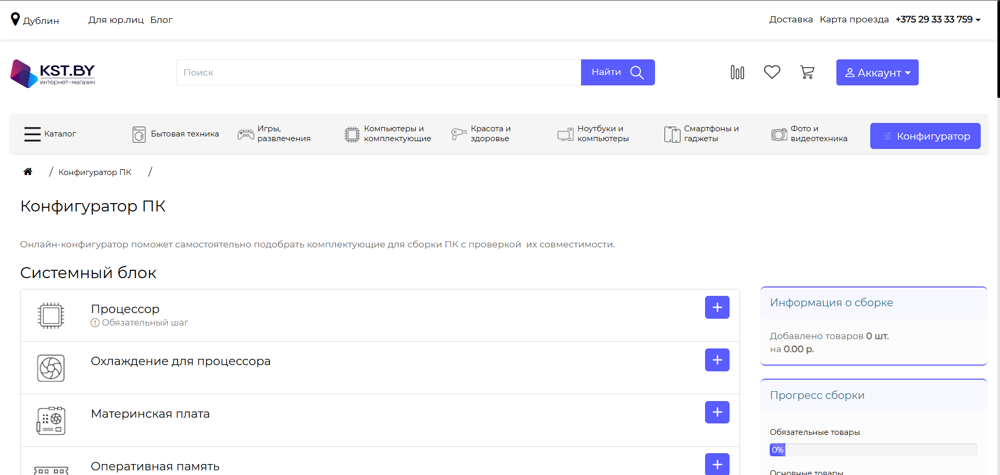 Дублин
Для юр.лиц Блог
Доставка Карта проезда +375 29 33 33 759
KST.BY
интернет-магазин
Поиск
Найти
Аккаунт
Каталог
Бытовая техника
Игры,
развлечения
Компьютеры и
комплектующие
Красота и
здоровье
Ноутбуки и
компьютеры
Смартфоны и
гаджеты
Фото и
видеотехника
Конфигуратор
/ Конфигуратор ПК /
Конфигуратор ПК
Онлайн-конфигуратор поможет самостоятельно подобрать комплектующие для сборки ПК с проверкой их совместимости.
Системный блок
Процессор
Обязательный шаг
Охлаждение для процессора
Материнская плата
Оперативная память
Информация о сборке
Добавлено товаров 0 шт.
на 0.00 р.
Прогресс сборки
Обязательные товары
0%
Основные товары